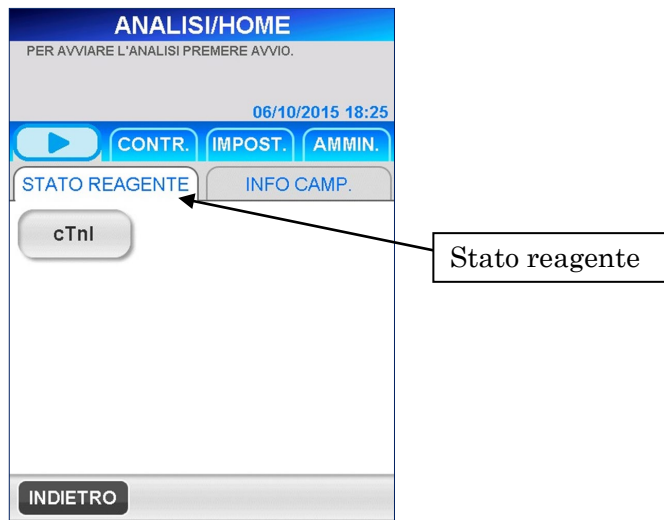 ANALISI/HOME
PER AVVIARE L'ANALISI PREMERE AVVIO.
06/10/2015 18:25
CONTR. IMPOST. AMMIN.
STATO REAGENTE INFO CAMP.
cTnI
Stato reagente
INDIETRO